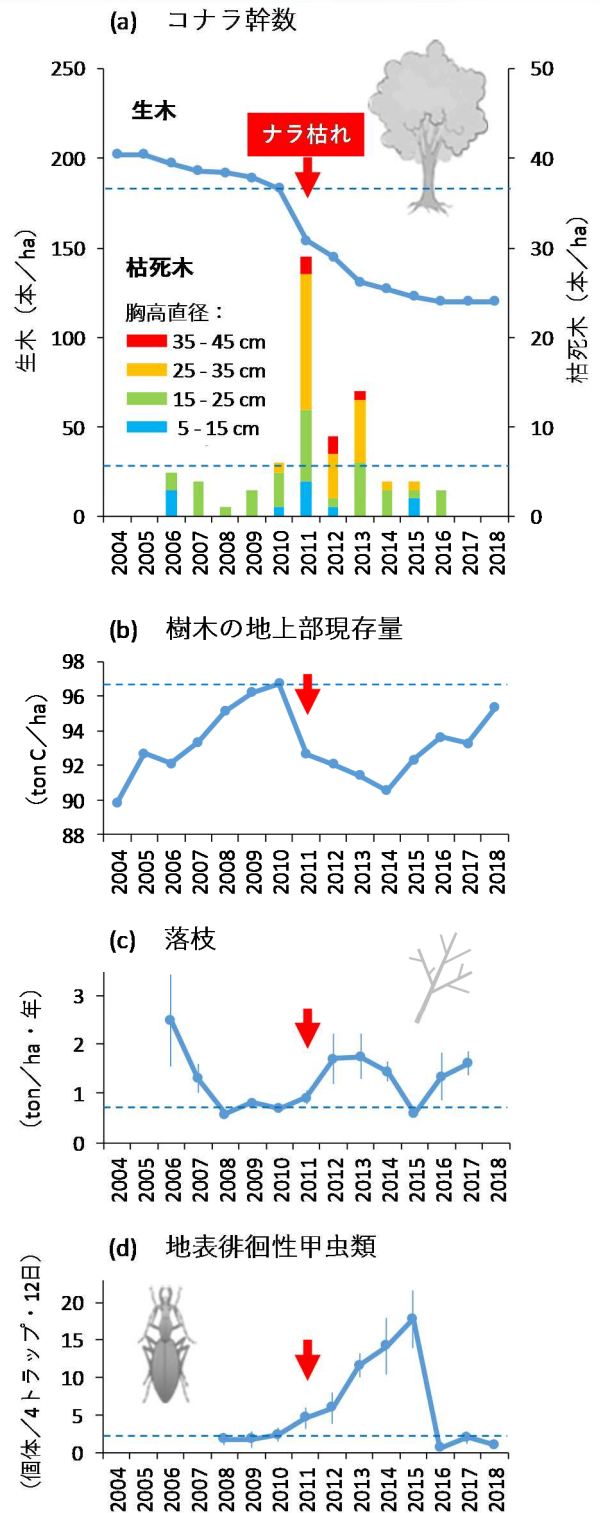 (a) コナラ幹数
250
200
150
100
50
0
生木（本／ha）
50
40
30
20
10
0
枯死木（本／ha）
生木
ナラ枯れ
枯死木
胸高直径：
35 - 45 cm
25 - 35 cm
15 - 25 cm
5 - 15 cm
2004 2005 2006 2007 2008 2009 2010 2011 2012 2013 2014 2015 2016 2017 2018
(b) 樹木の地上部現存量
98
96
94
92
90
88
(ton C／ha)
2004 2005 2006 2007 2008 2009 2010 2011 2012 2013 2014 2015 2016 2017 2018
(c) 落枝
3
2
1
0
(ton／ha・年)
2004 2005 2006 2007 2008 2009 2010 2011 2012 2013 2014 2015 2016 2017 2018
(d) 地表徘徊性甲虫類
20
15
10
5
0
(個体／4トラップ・12日)
2004 2005 2006 2007 2008 2009 2010 2011 2012 2013 2014 2015 2016 2017 2018